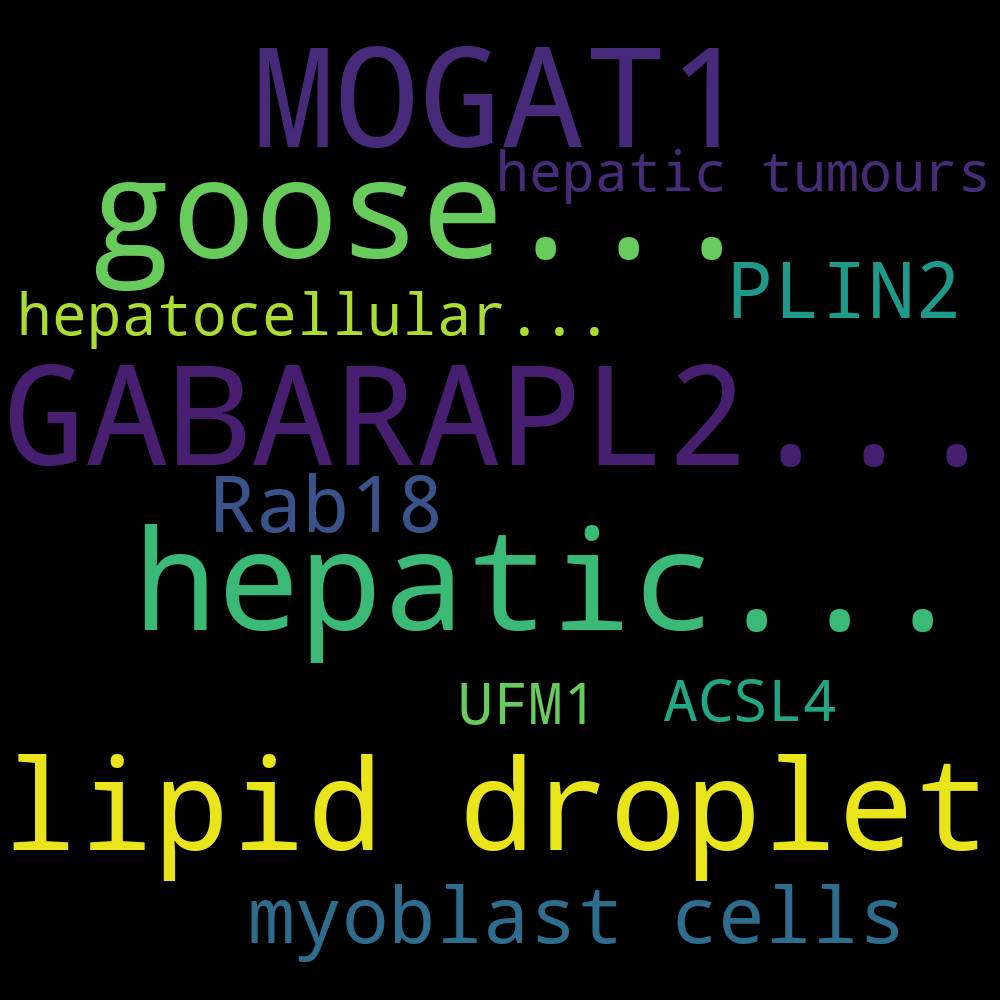 MOGAT1
hepatic tumours
goose...
PLIN2
hepatocellular...
GABARAPL2...
Rab18
hepatic...
UFM1
ACSL4
lipid droplet
myoblast cells